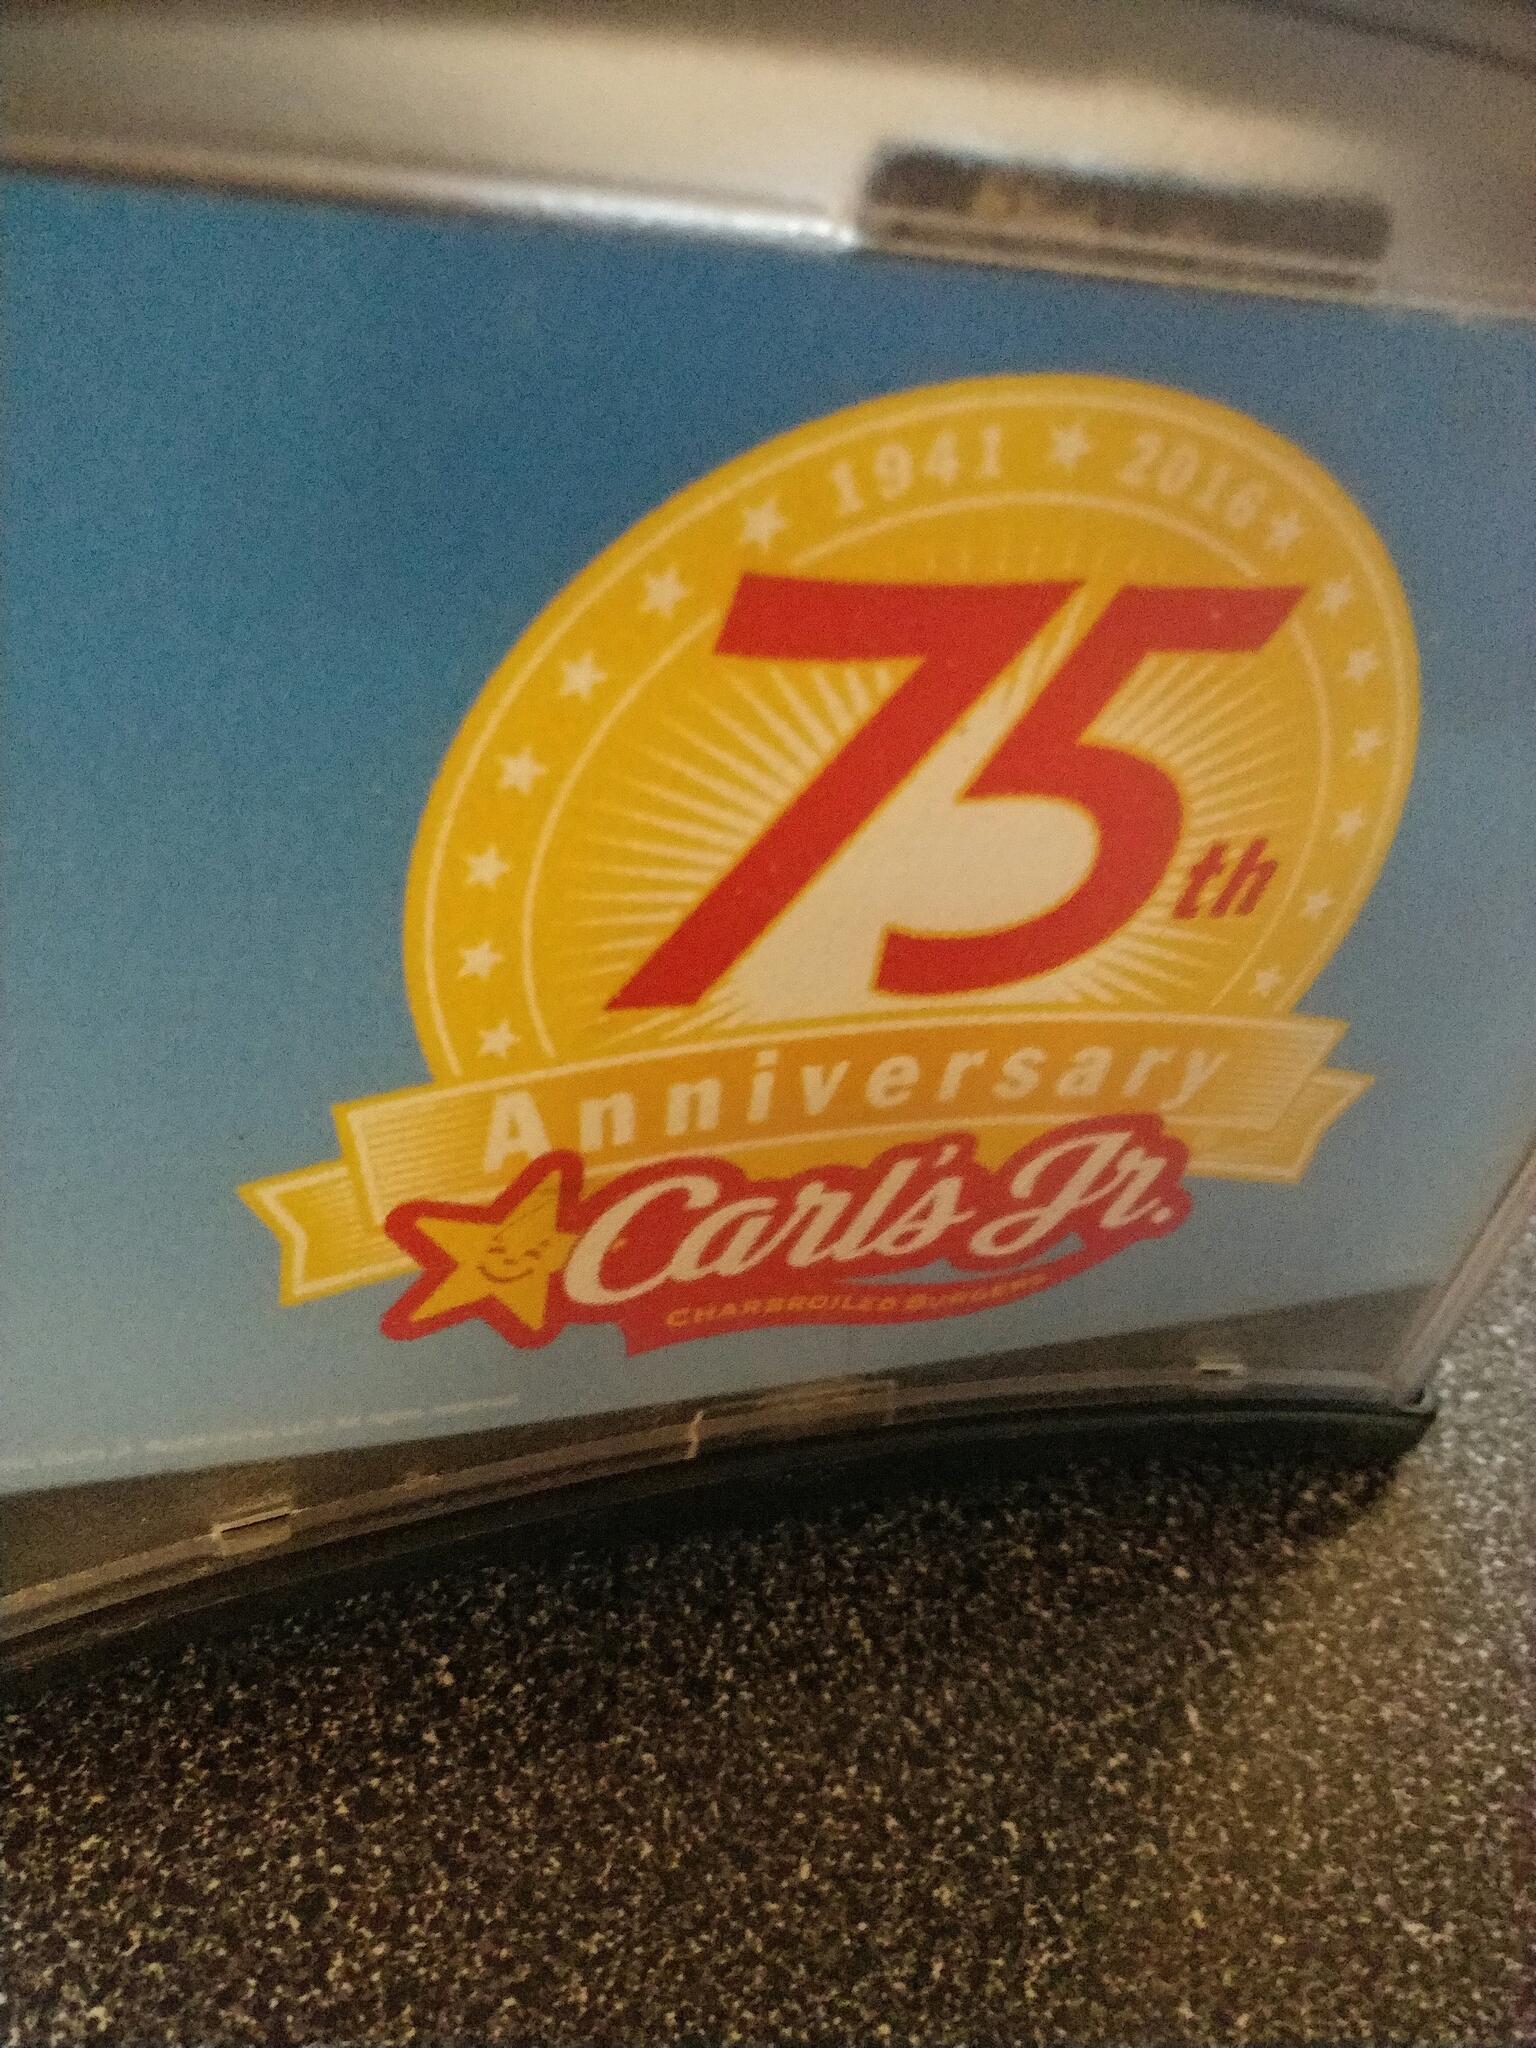 1941 ★ 2016
75th
Anniversary
Carl's Jr.
CHARBROILED BURGERS